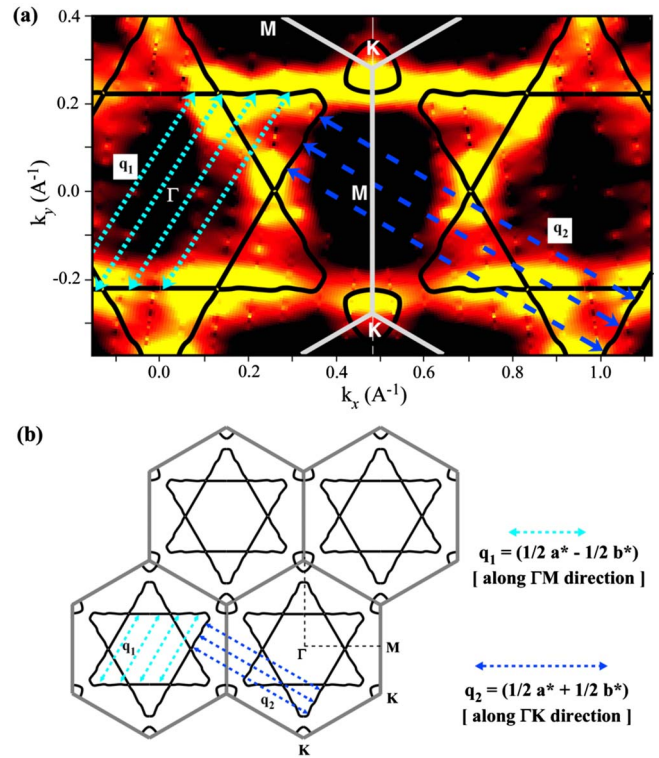 (a)
0.4
0.2
0.0
-0.2
k_y (A⁻¹)
M
K
q₁
Γ
M
q₂
K
0.0
0.2
0.4
0.6
0.8
1.0
k_x (A⁻¹)
(b)
q₁
q₂
Γ
M
K
K
q₁ = (1/2 a* - 1/2 b*)
[ along ΓM direction ]
q₂ = (1/2 a* + 1/2 b*)
[ along ΓK direction ]